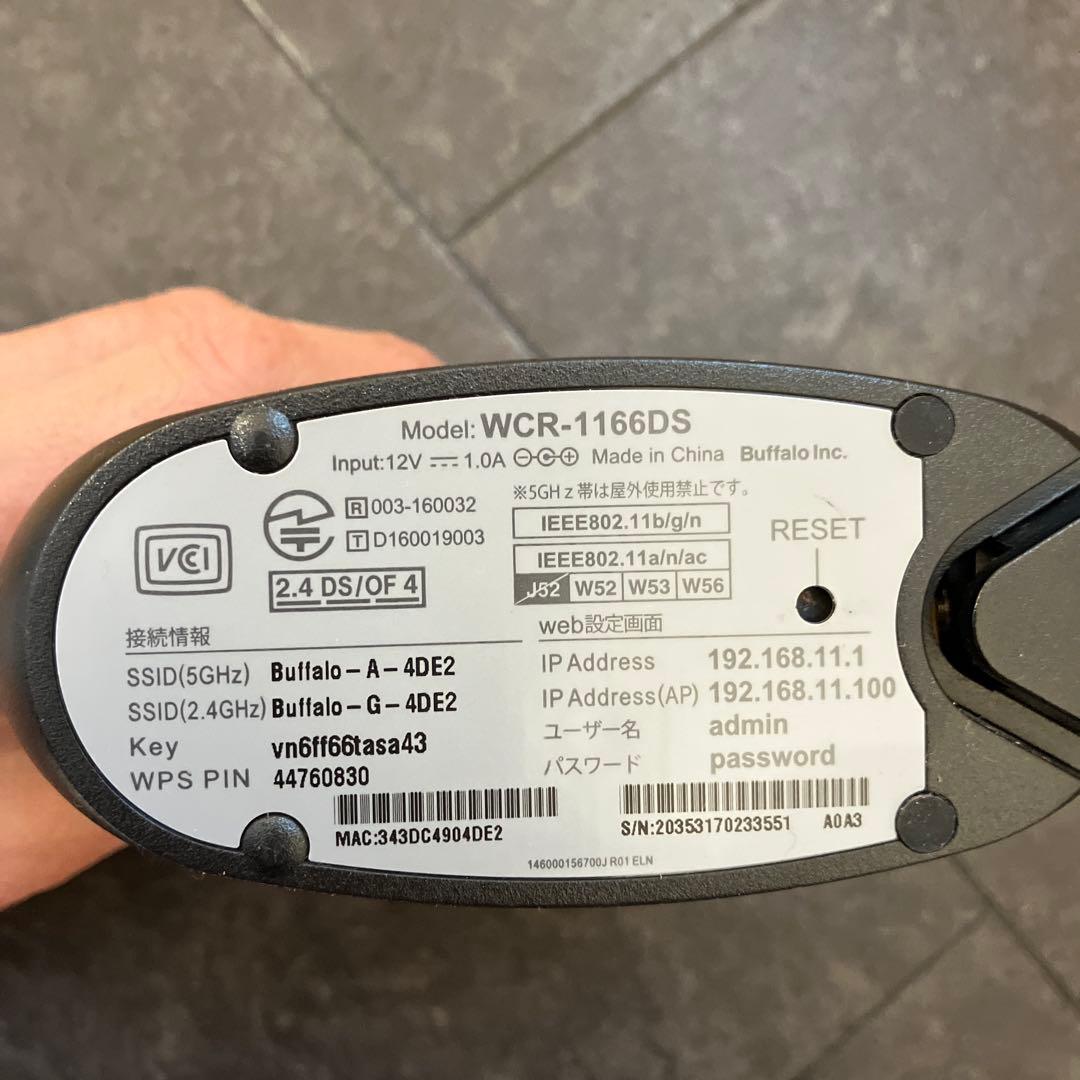 Model: WCR-1166DS
Input:12V ⎓ 1.0A Made in China Buffalo Inc.
R 003-160032
T D160019003
VCCI
2.4 DS/OF 4
※5GHz帯は屋外使用禁止です。
IEEE802.11b/g/n
IEEE802.11a/n/ac
J52 W52 W53 W56
RESET
接続情報
SSID(5GHz) Buffalo-A-4DE2
SSID(2.4GHz) Buffalo-G-4DE2
Key vn6ff66tasa43
WPS PIN 44760830
MAC:343DC4904DE2
web設定画面
IP Address 192.168.11.1
IP Address(AP) 192.168.11.100
ユーザー名 admin
パスワード password
S/N:20353170233551 A0A3
146000156700J R01 ELN